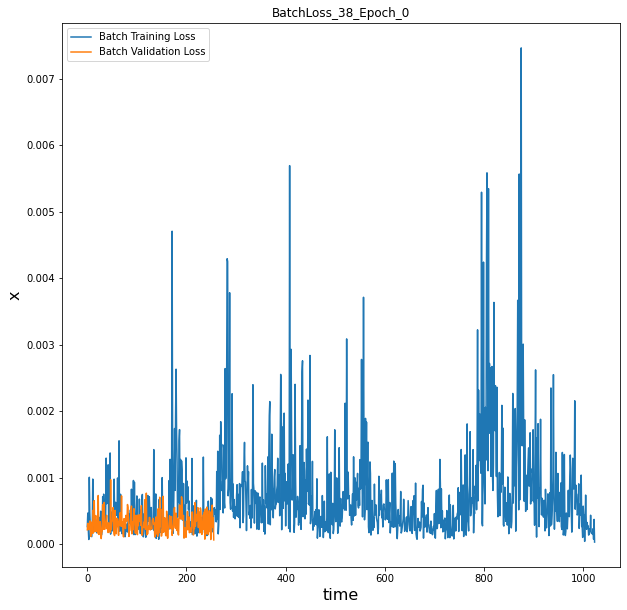 BatchLoss_38_Epoch_0
Batch Training Loss
Batch Validation Loss
0.007
0.006
0.005
0.004
0.003
0.002
0.001
0.000
x
0 200 400 600 800 1000
time